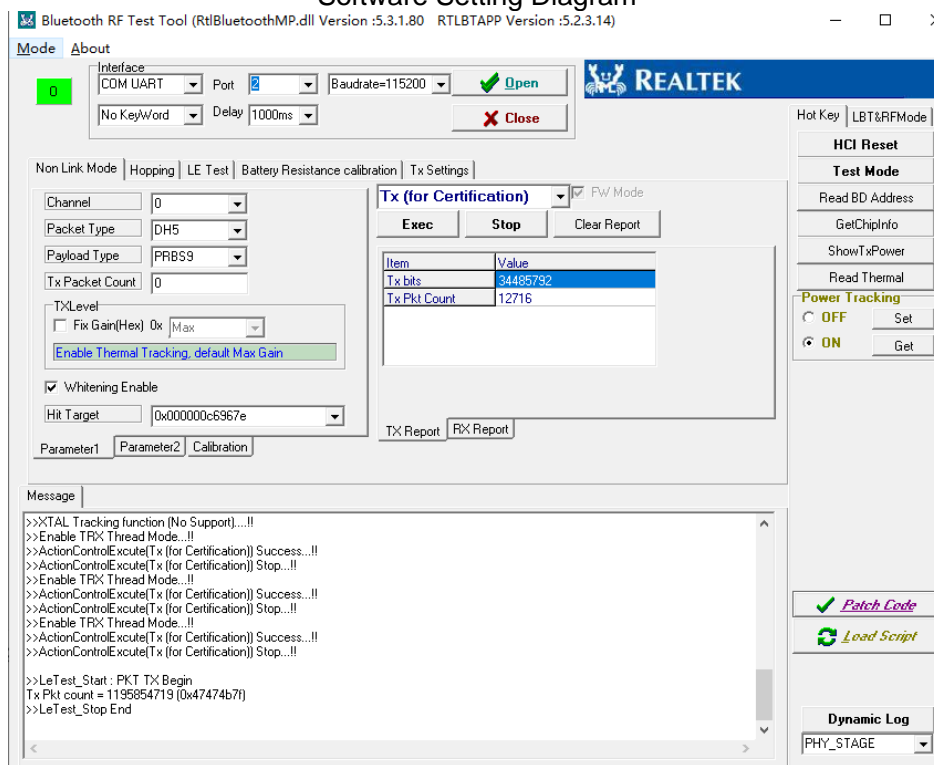 Software Setting Diagram
Bluetooth RF Test Tool (RtlBluetoothMP.dll Version :5.3.1.80 RTLBTAPP Version :5.2.3.14)
Mode About
Interface
0
COM UART Port 2 Baudrate=115200 Open
No KeyWord Delay 1000ms Close
REALTEK
Hot Key LBT&RFMode
HCI Reset
Test Mode
Read BD Address
GetChipInfo
ShowTxPower
Read Thermal
Power Tracking
OFF Set
ON Get
Non Link Mode Hopping LE Test Battery Resistance calibration Tx Settings
Channel 0
Packet Type DH5
Payload Type PRBS9
Tx Packet Count 0
TXLevel
Fix Gain(Hex) 0x Max
Enable Thermal Tracking, default Max Gain
Whitening Enable
Hit Target 0x000000c6967e
Parameter1 Parameter2 Calibration
Tx (for Certification) FW Mode
Exec Stop Clear Report
Item Value
Tx bits 34485792
Tx Pkt Count 12716
TX Report RX Report
Message
>>XTAL Tracking function (No Support)....!!
>>Enable TRX Thread Mode...!!
>>ActionControlExcute(Tx (for Certification)) Success...!!
>>ActionControlExcute(Tx (for Certification)) Stop...!!
>>Enable TRX Thread Mode...!!
>>ActionControlExcute(Tx (for Certification)) Success...!!
>>ActionControlExcute(Tx (for Certification)) Stop...!!
>>Enable TRX Thread Mode...!!
>>ActionControlExcute(Tx (for Certification)) Success...!!
>>ActionControlExcute(Tx (for Certification)) Stop...!!
>>LeTest_Start : PKT TX Begin
Tx Pkt count = 1195854719 (0x47474b7f)
>>LeTest_Stop End
Patch Code
Load Script
Dynamic Log
PHY_STAGE